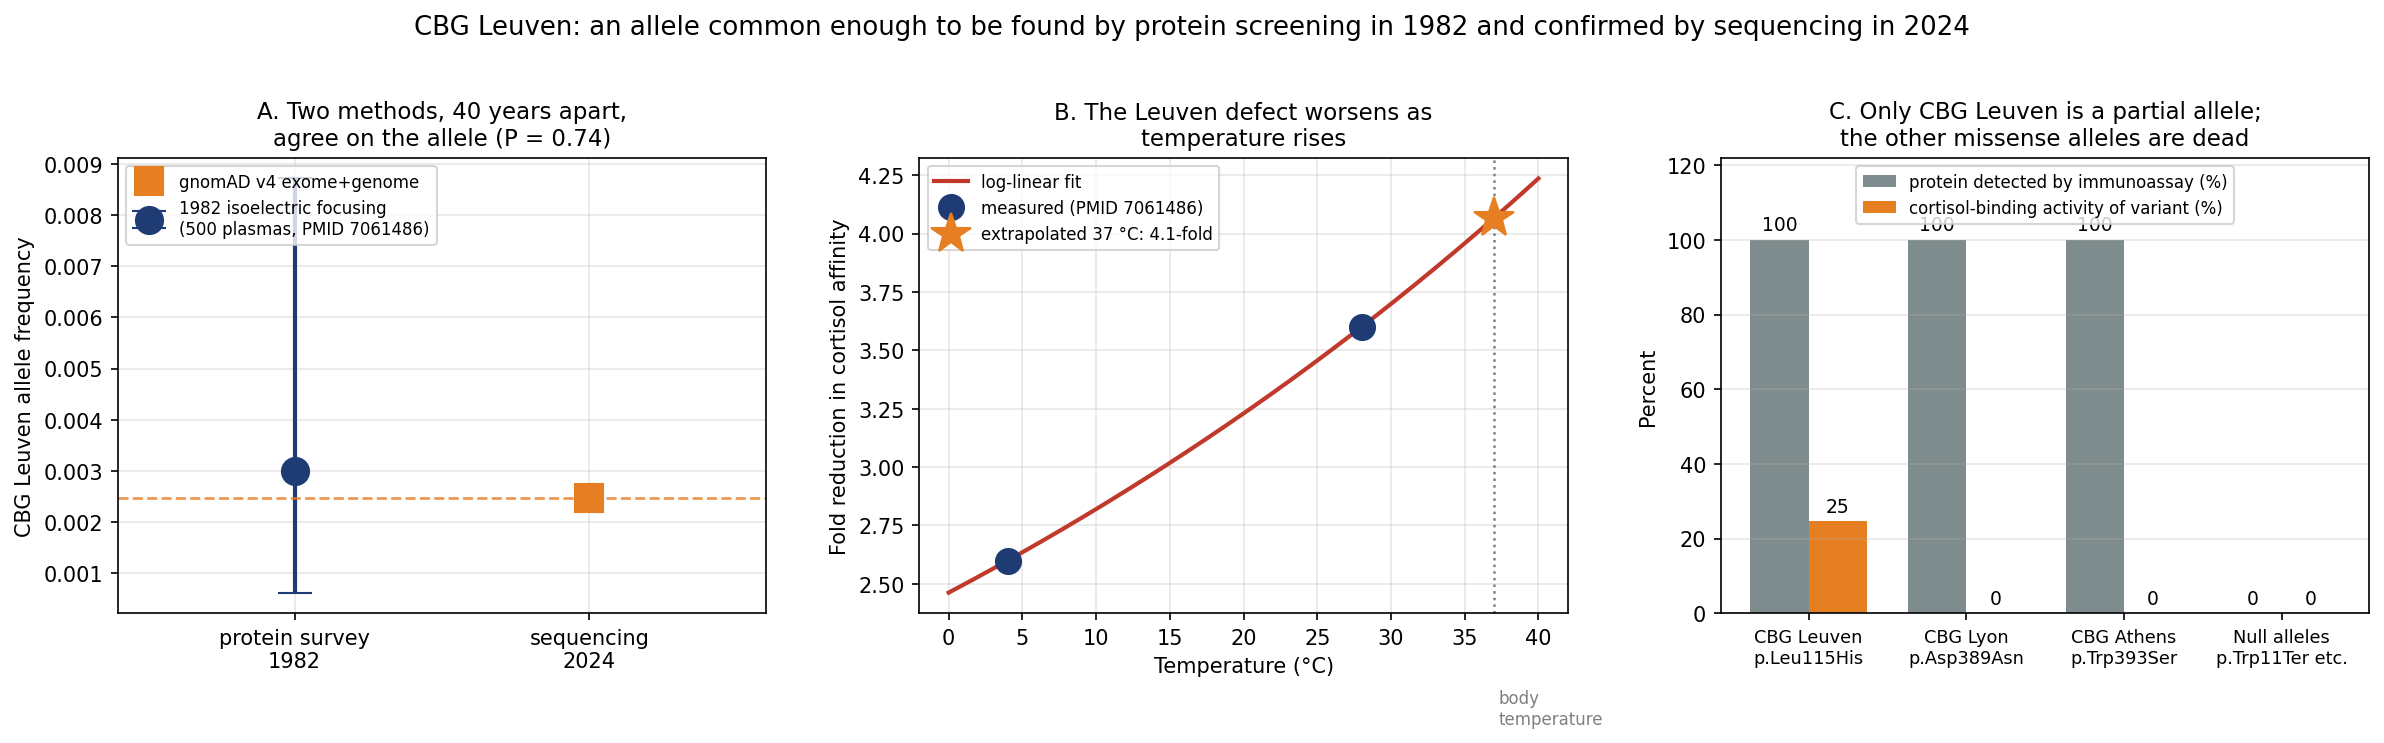 CBG Leuven: an allele common enough to be found by protein screening in 1982 and confirmed by sequencing in 2024
A. Two methods, 40 years apart,
agree on the allele (P = 0.74)
CBG Leuven allele frequency
0.009
0.008
0.007
0.006
0.005
0.004
0.003
0.002
0.001
gnomAD v4 exome+genome
1982 isoelectric focusing
(500 plasmas, PMID 7061486)
protein survey
1982
sequencing
2024
B. The Leuven defect worsens as
temperature rises
Fold reduction in cortisol affinity
4.25
4.00
3.75
3.50
3.25
3.00
2.75
2.50
log-linear fit
measured (PMID 7061486)
extrapolated 37 °C: 4.1-fold
0 5 10 15 20 25 30 35 40
Temperature (°C)
body
temperature
C. Only CBG Leuven is a partial allele;
the other missense alleles are dead
Percent
120
100
80
60
40
20
0
protein detected by immunoassay (%)
cortisol-binding activity of variant (%)
100 100 100
25
0 0 0 0
CBG Leuven
p.Leu115His
CBG Lyon
p.Asp389Asn
CBG Athens
p.Trp393Ser
Null alleles
p.Trp11Ter etc.